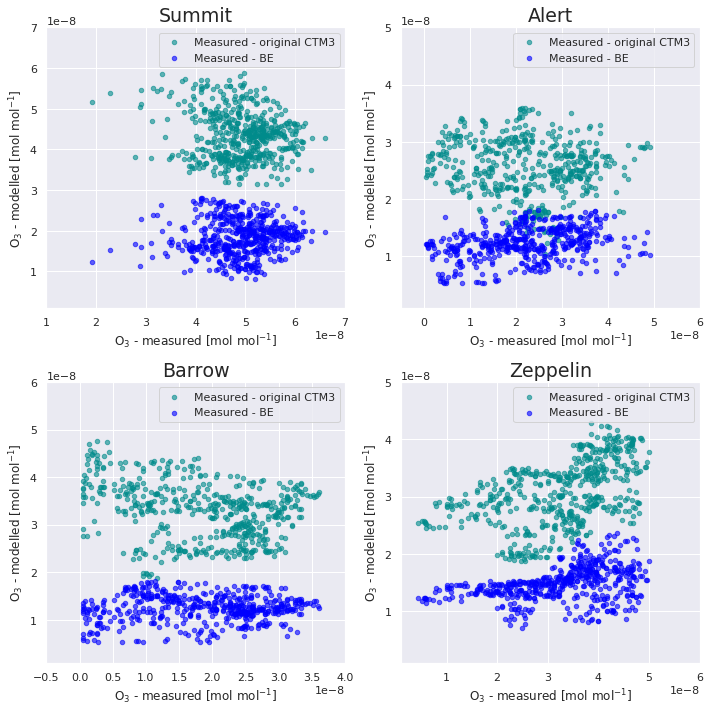 Summit
1e−8
7
6
5
4
3
2
1
O₃ - modelled [mol mol⁻¹]
Measured - original CTM3
Measured - BE
1 2 3 4 5 6 7
1e−8
O₃ - measured [mol mol⁻¹]
Alert
1e−8
5
4
3
2
1
O₃ - modelled [mol mol⁻¹]
Measured - original CTM3
Measured - BE
0 1 2 3 4 5 6
1e−8
O₃ - measured [mol mol⁻¹]
Barrow
1e−8
6
5
4
3
2
1
O₃ - modelled [mol mol⁻¹]
Measured - original CTM3
Measured - BE
−0.5 0.0 0.5 1.0 1.5 2.0 2.5 3.0 3.5 4.0
1e−8
O₃ - measured [mol mol⁻¹]
Zeppelin
1e−8
5
4
3
2
1
O₃ - modelled [mol mol⁻¹]
Measured - original CTM3
Measured - BE
1 2 3 4 5 6
1e−8
O₃ - measured [mol mol⁻¹]